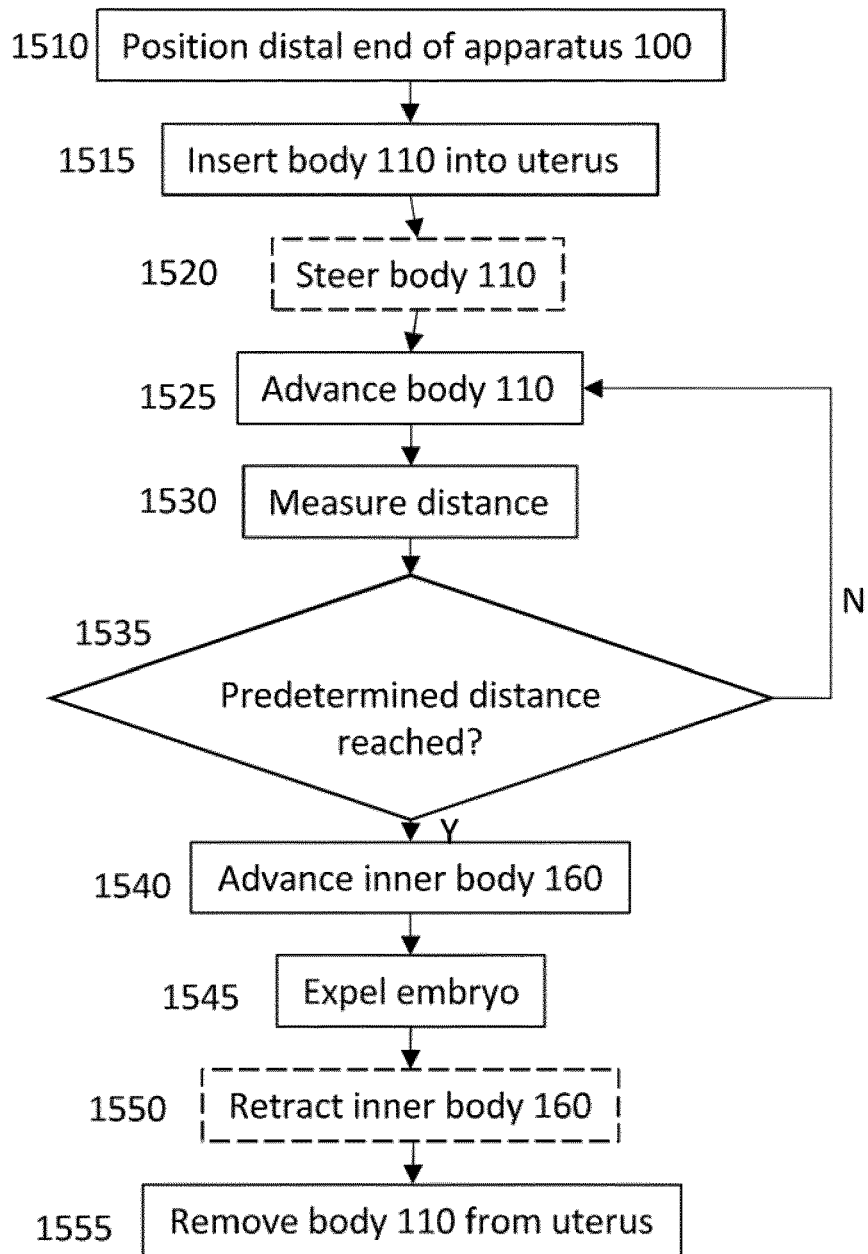 1510 Position distal end of apparatus 100
1515 Insert body 110 into uterus
1520 Steer body 110
1525 Advance body 110
1530 Measure distance
1535
Predetermined distance
reached?
N
Y
1540 Advance inner body 160
1545 Expel embryo
1550 Retract inner body 160
1555 Remove body 110 from uterus